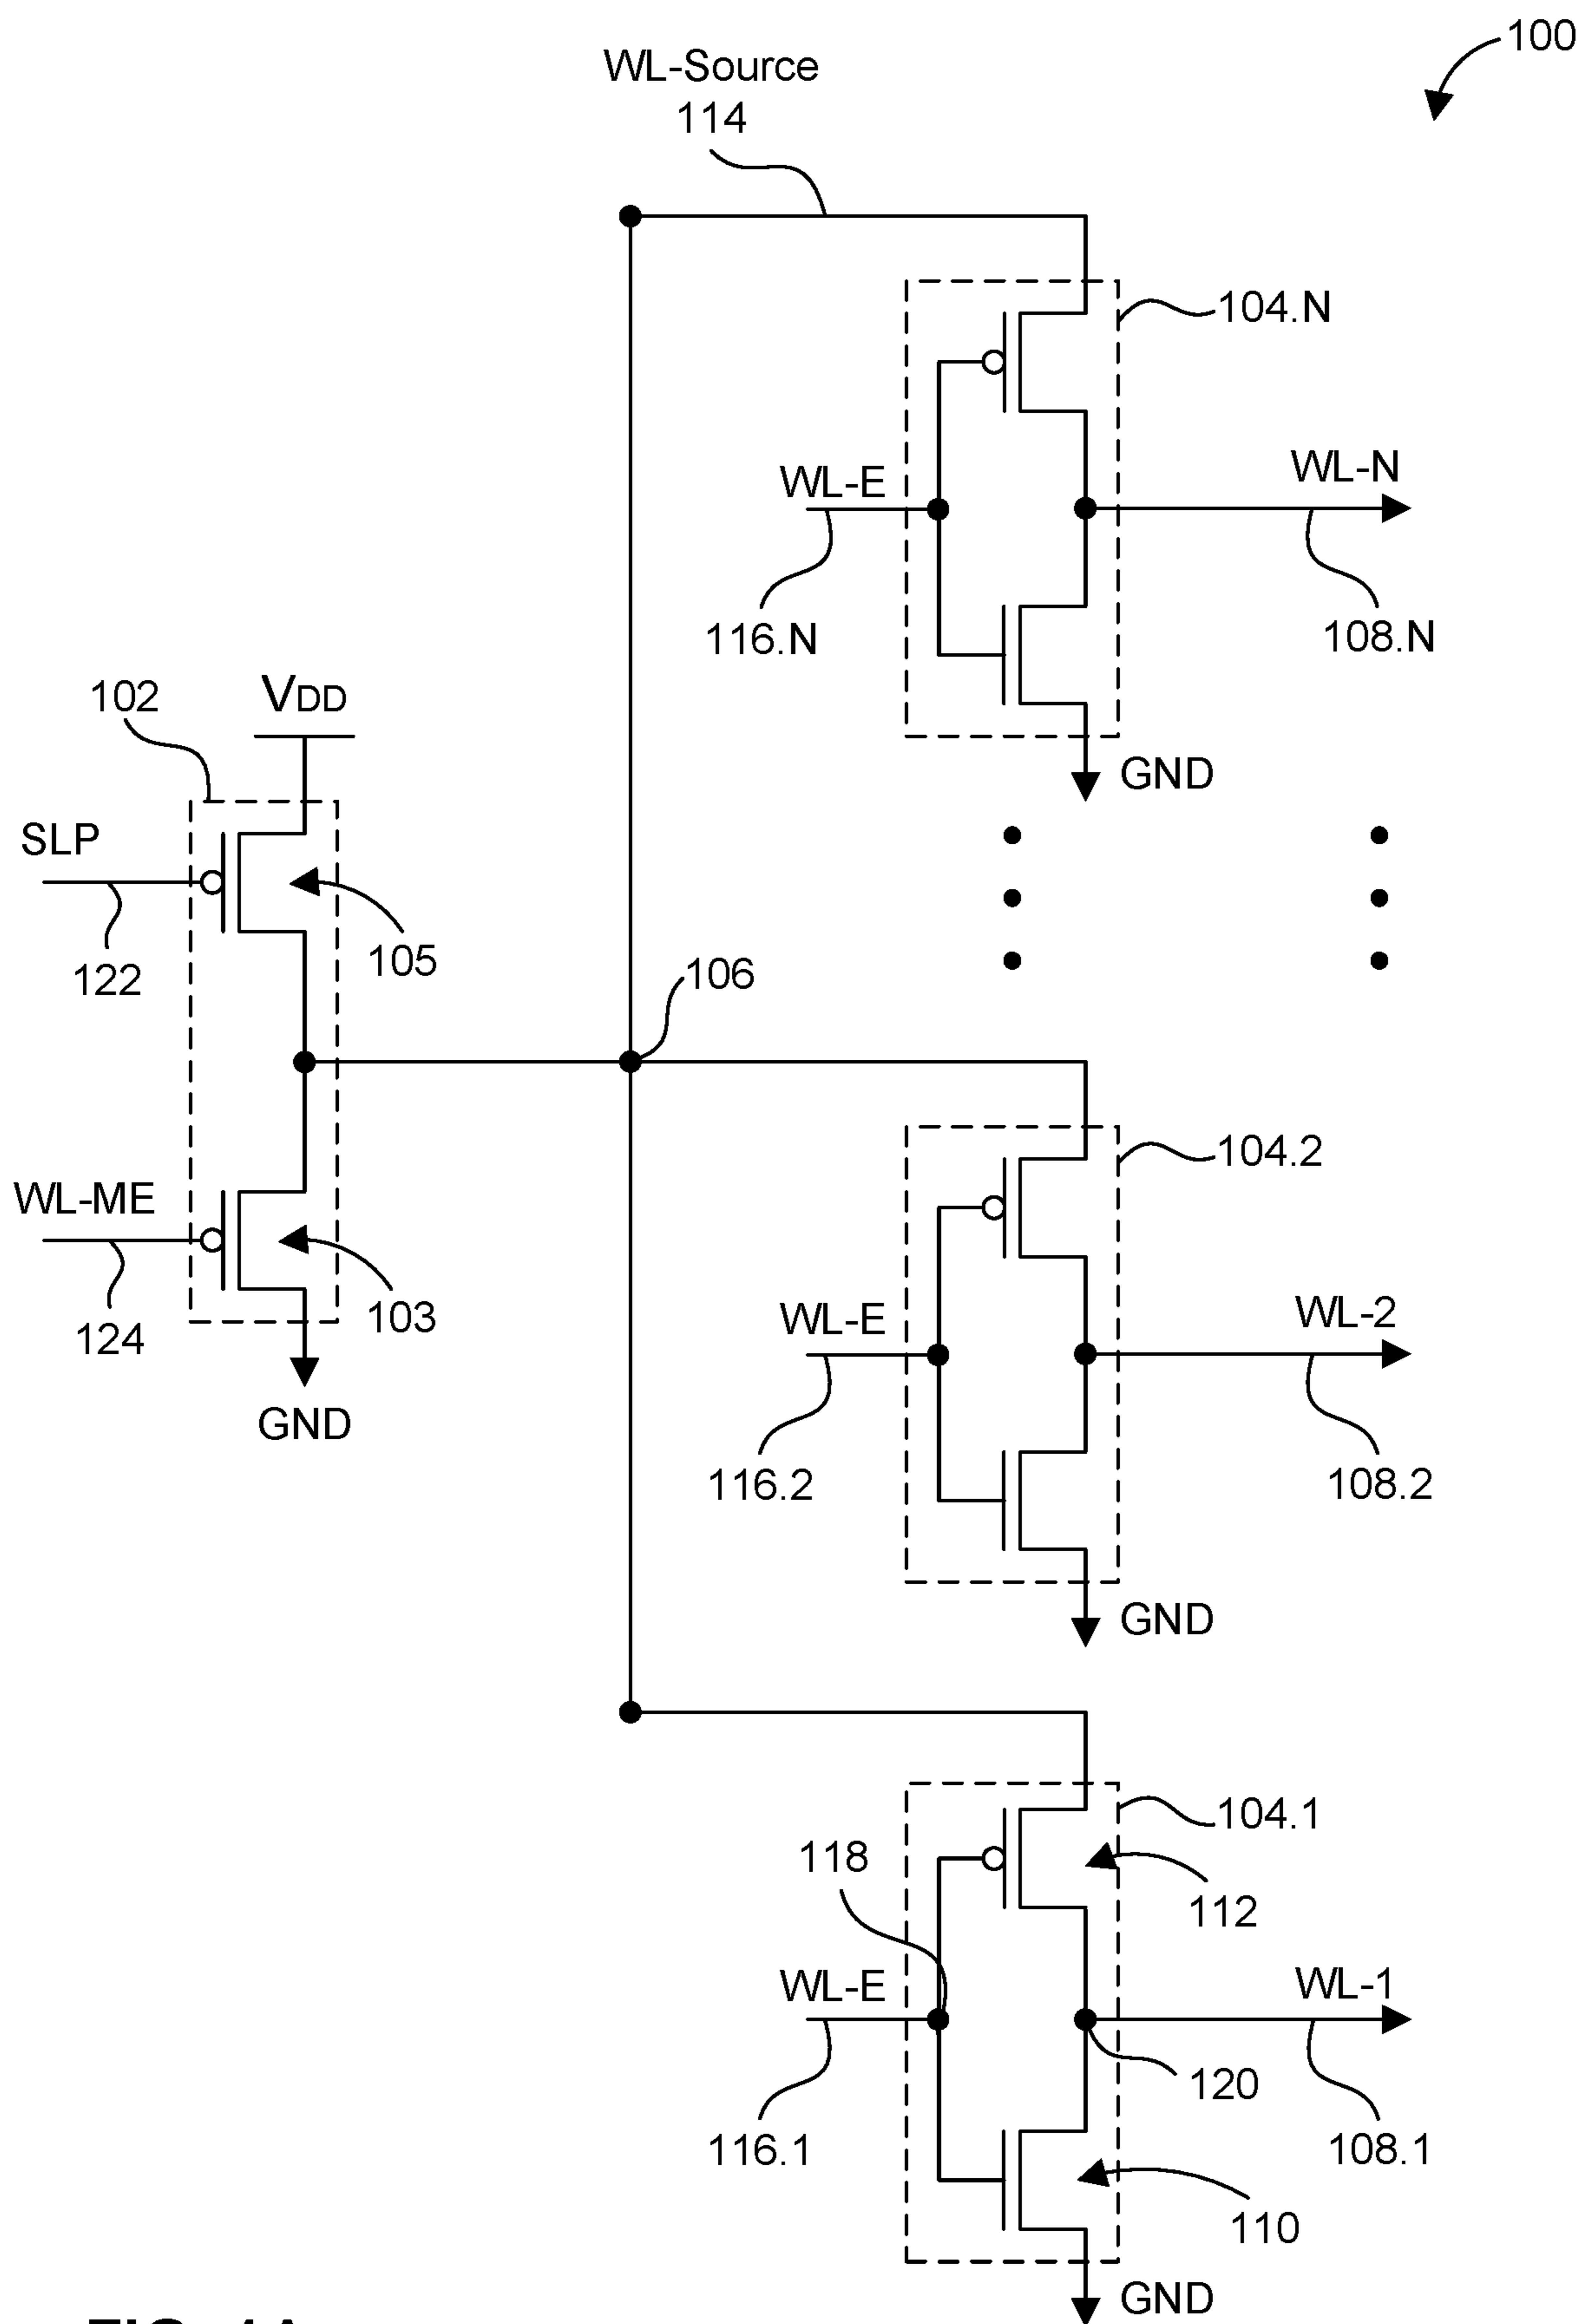 100
WL-Source
114
104.N
WL-E
WL-N
116.N
108.N
102
VDD
GND
SLP
122
105
106
104.2
WL-ME
124
103
GND
WL-E
WL-2
116.2
108.2
GND
104.1
118
112
WL-E
WL-1
120
116.1
108.1
110
GND